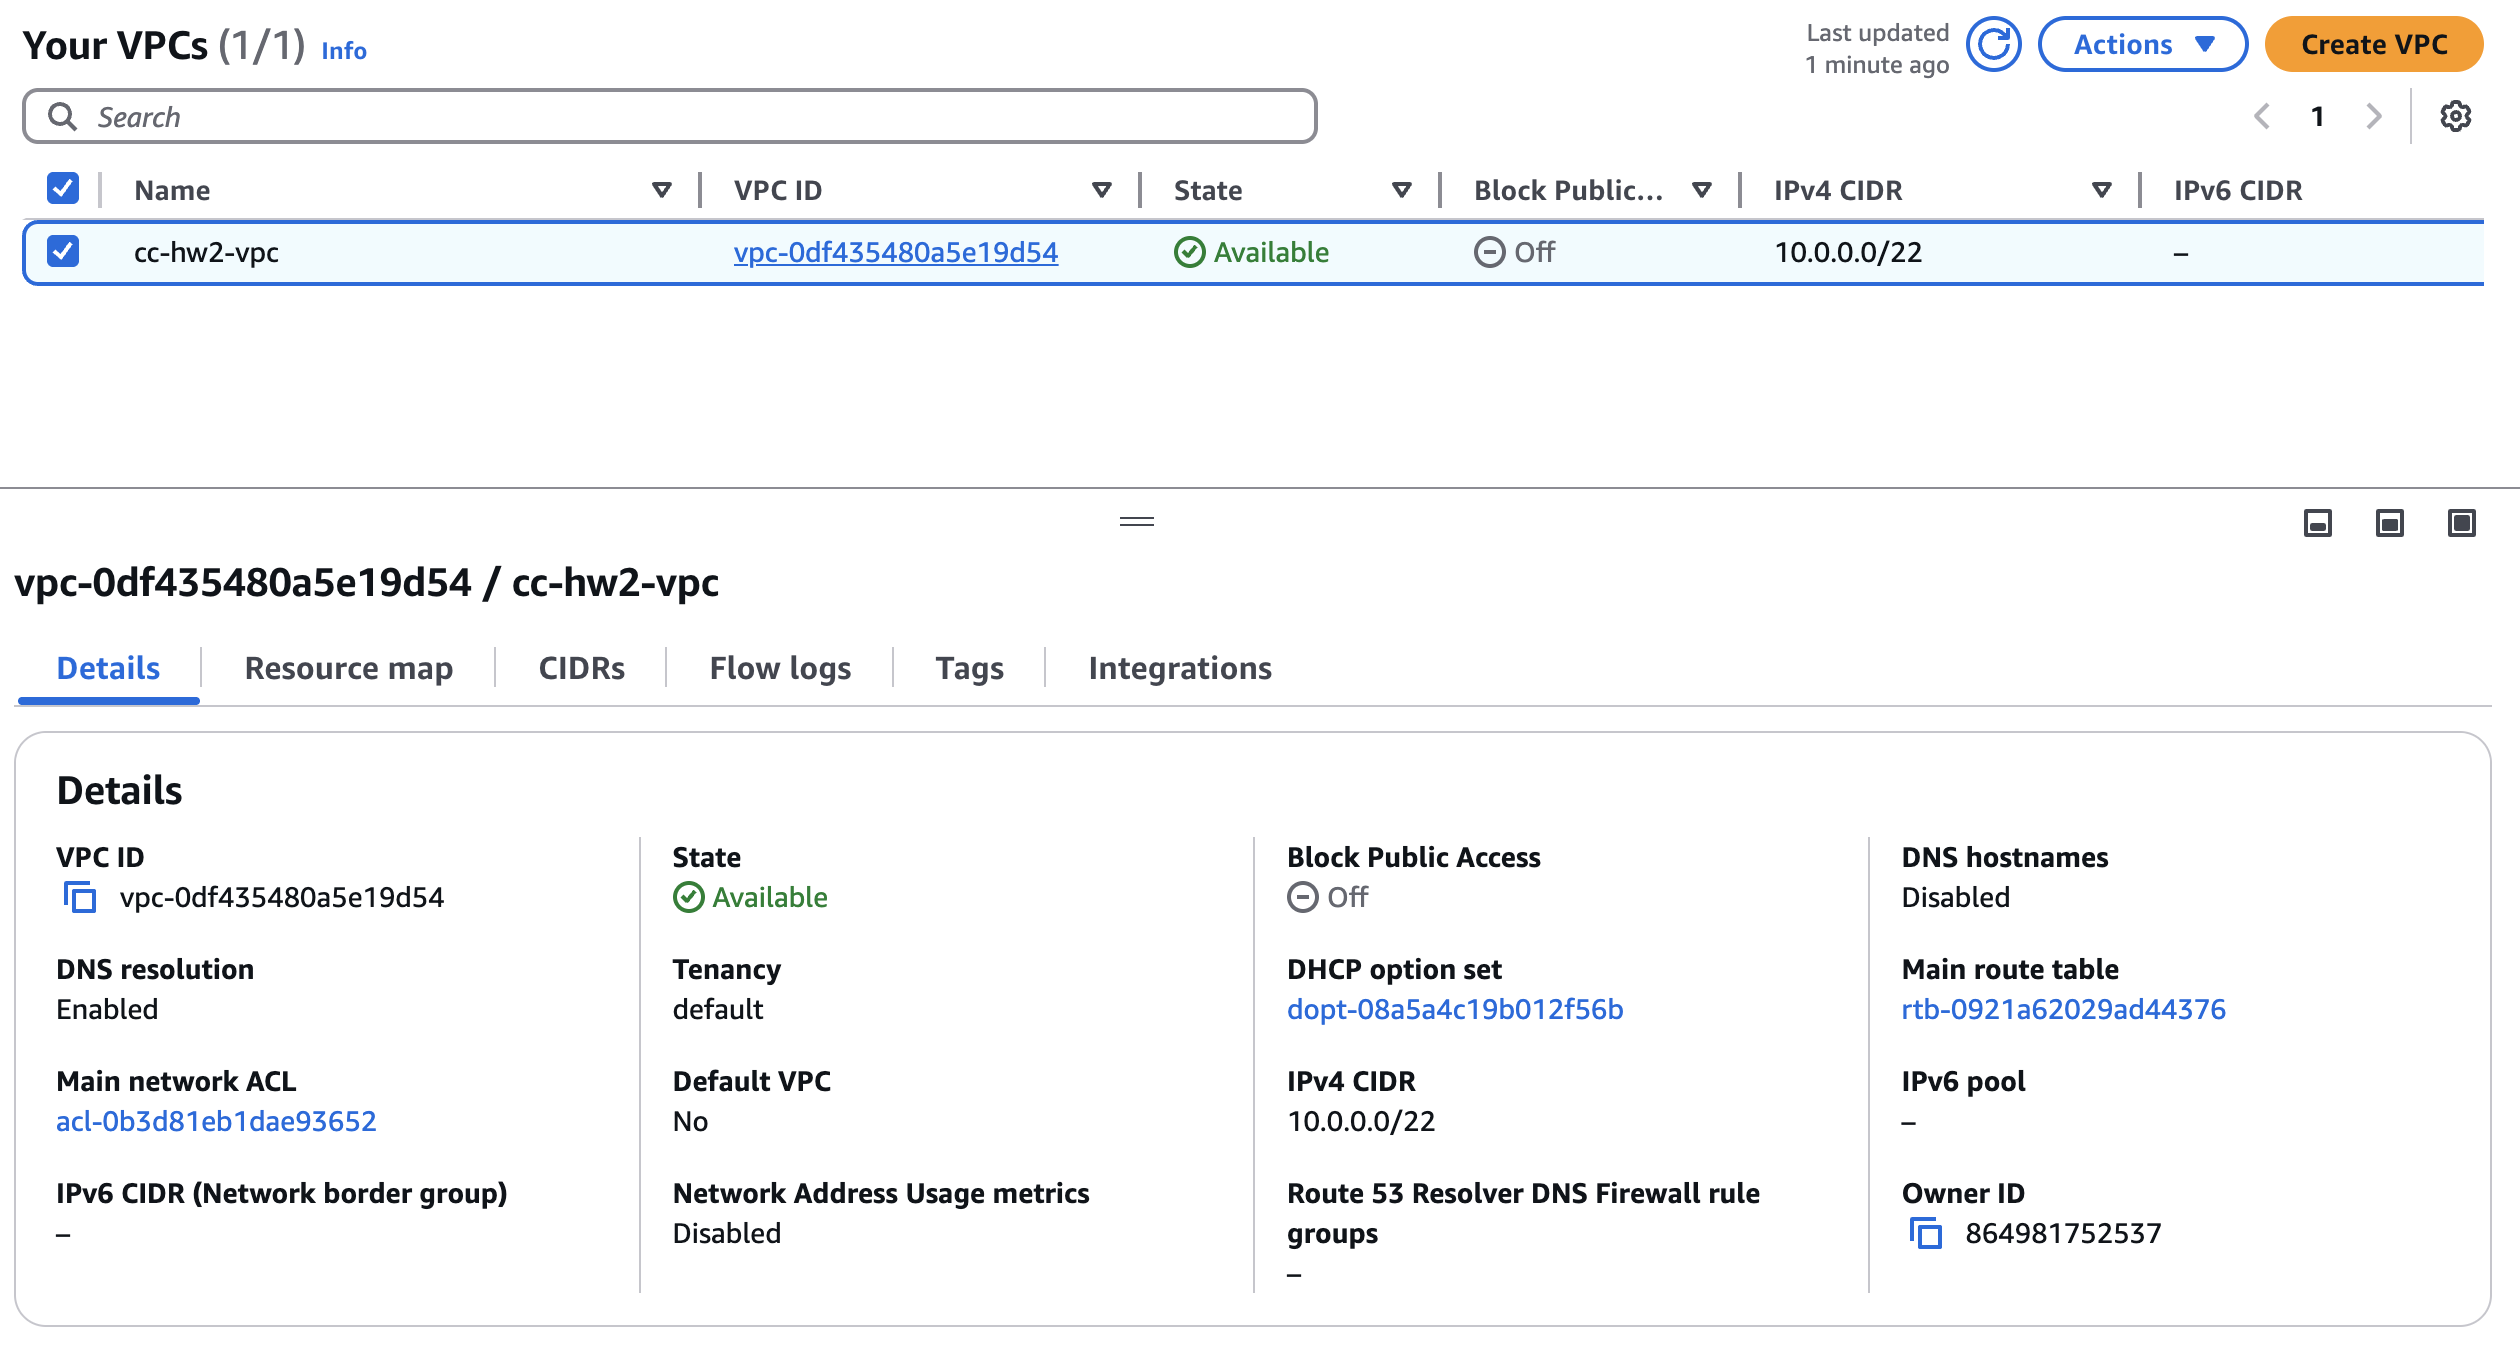 Your VPCs (1/1) Info
Last updated
1 minute ago
Actions
Create VPC
Search
1
Name VPC ID State Block Public... IPv4 CIDR IPv6 CIDR
cc-hw2-vpc vpc-0df435480a5e19d54 Available Off 10.0.0.0/22 –
vpc-0df435480a5e19d54 / cc-hw2-vpc
Details Resource map CIDRs Flow logs Tags Integrations
Details
VPC ID State Block Public Access DNS hostnames
vpc-0df435480a5e19d54 Available Off Disabled
DNS resolution Tenancy DHCP option set Main route table
Enabled default dopt-08a5a4c19b012f56b rtb-0921a62029ad44376
Main network ACL Default VPC IPv4 CIDR IPv6 pool
acl-0b3d81eb1dae93652 No 10.0.0.0/22 –
IPv6 CIDR (Network border group) Network Address Usage metrics Route 53 Resolver DNS Firewall rule Owner ID
– Disabled groups 864981752537
–